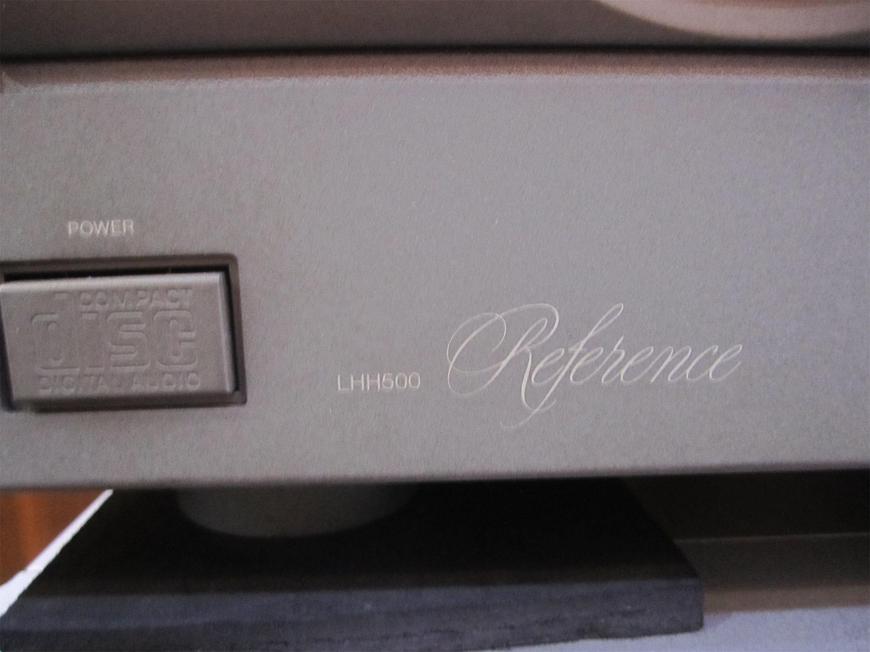 POWER
COMPACT
disc
DIGITAL AUDIO
LHH500 Reference